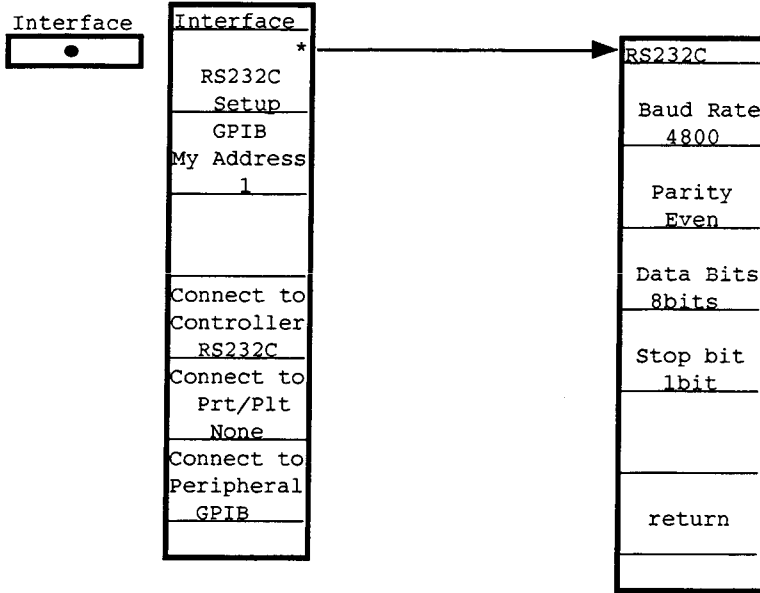 Interface
Interface
*
RS232C
Setup
GPIB
My Address
1
Connect to
Controller
RS232C
Connect to
Prt/Plt
None
Connect to
Peripheral
GPIB
RS232C
Baud Rate
4800
Parity
Even
Data Bits
8bits
Stop bit
1bit
return